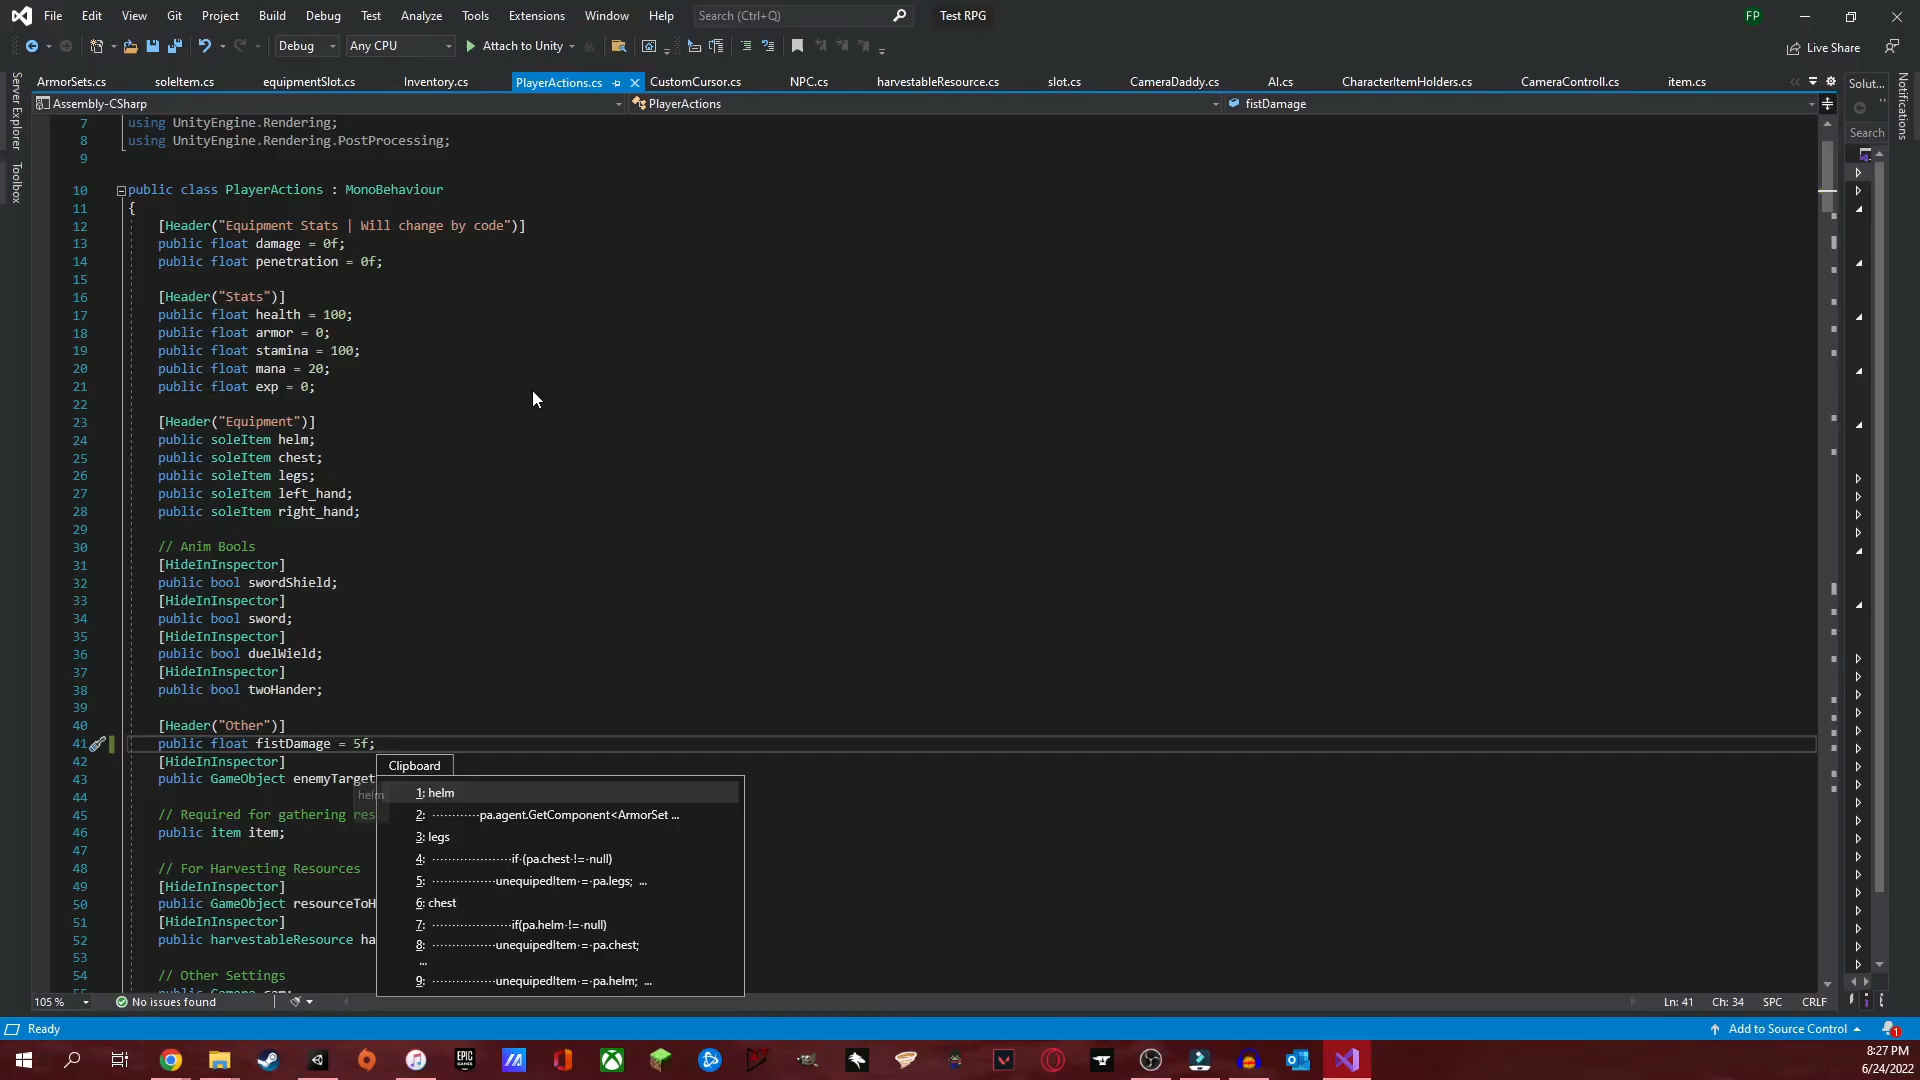 File Edit View Git Project Build Debug Test Analyze Tools Extensions Window Help Search (Ctrl+Q) Test RPG FP
Debug Any CPU Attach to Unity Live Share
ArmorSets.cs soleItem.cs equipmentSlot.cs Inventory.cs PlayerActions.cs CustomCursor.cs NPC.cs harvestableResource.cs slot.cs CameraDaddy.cs AI.cs CharacterItemHolders.cs CameraControll.cs item.cs Solut...
Assembly-CSharp PlayerActions fistDamage
Server Explorer
Toolbox
Notifications
Search
7 using UnityEngine.Rendering;
8 using UnityEngine.Rendering.PostProcessing;
9
10 public class PlayerActions : MonoBehaviour
11 {
12 [Header("Equipment Stats | Will change by code")]
13 public float damage = 0f;
14 public float penetration = 0f;
15
16 [Header("Stats")]
17 public float health = 100;
18 public float armor = 0;
19 public float stamina = 100;
20 public float mana = 20;
21 public float exp = 0;
22
23 [Header("Equipment")]
24 public soleItem helm;
25 public soleItem chest;
26 public soleItem legs;
27 public soleItem left_hand;
28 public soleItem right_hand;
29
30 // Anim Bools
31 [HideInInspector]
32 public bool swordShield;
33 [HideInInspector]
34 public bool sword;
35 [HideInInspector]
36 public bool duelWield;
37 [HideInInspector]
38 public bool twoHander;
39
40 [Header("Other")]
41 public float fistDamage = 5f;
42 [HideInInspector]
43 public GameObject enemyTarget
44
45 // Required for gathering res
46 public item item;
47
48 // For Harvesting Resources
49 [HideInInspector]
50 public GameObject resourceToH
51 [HideInInspector]
52 public harvestableResource ha
53
54 // Other Settings
55 public Camera cam;
helm
Clipboard
1: helm
2: ············pa.agent.GetComponent<ArmorSet ...
3: legs
4: ····················if·(pa.chest·!=·null)
5: ················unequipedItem·=·pa.legs; ...
6: chest
7: ····················if(pa.helm·!=·null)
8: ················unequipedItem·=·pa.chest;
...
9: ················unequipedItem·=·pa.helm; ...
105 % No issues found Ln: 41 Ch: 34 SPC CRLF
Ready Add to Source Control 1
EPIC GAMES
8:27 PM
6/24/2022